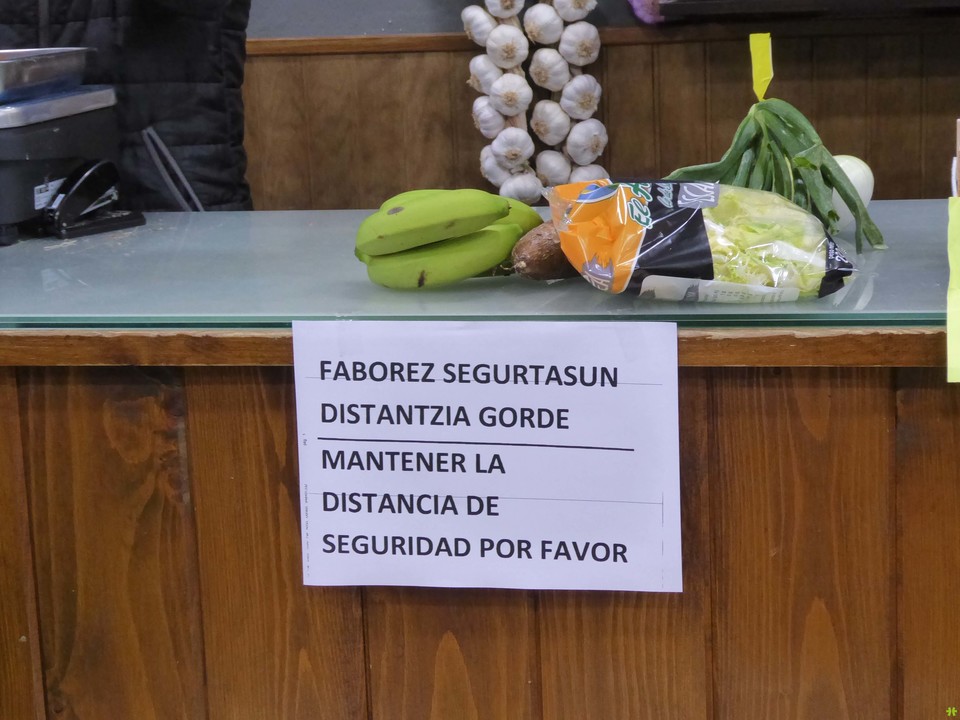 FABOREZ SEGURTASUN
DISTANTZIA GORDE
MANTENER LA
DISTANCIA DE
SEGURIDAD POR FAVOR